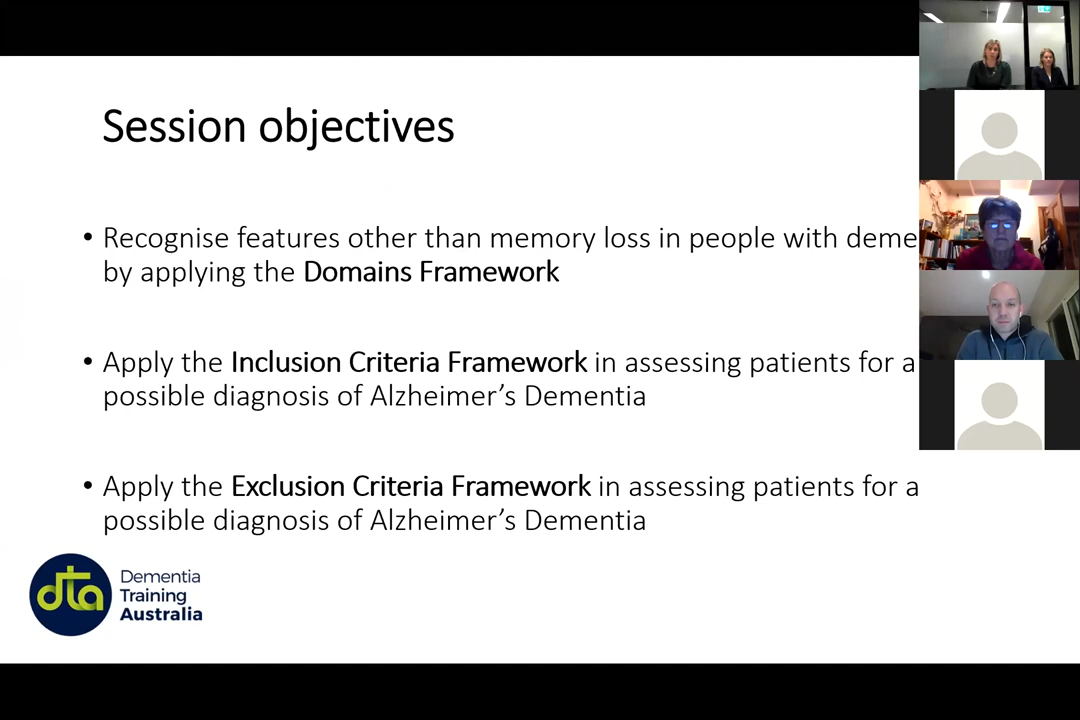 Session objectives
• Recognise features other than memory loss in people with deme
by applying the Domains Framework
• Apply the Inclusion Criteria Framework in assessing patients for a
possible diagnosis of Alzheimer’s Dementia
• Apply the Exclusion Criteria Framework in assessing patients for a
possible diagnosis of Alzheimer’s Dementia
dta
Dementia
Training
Australia